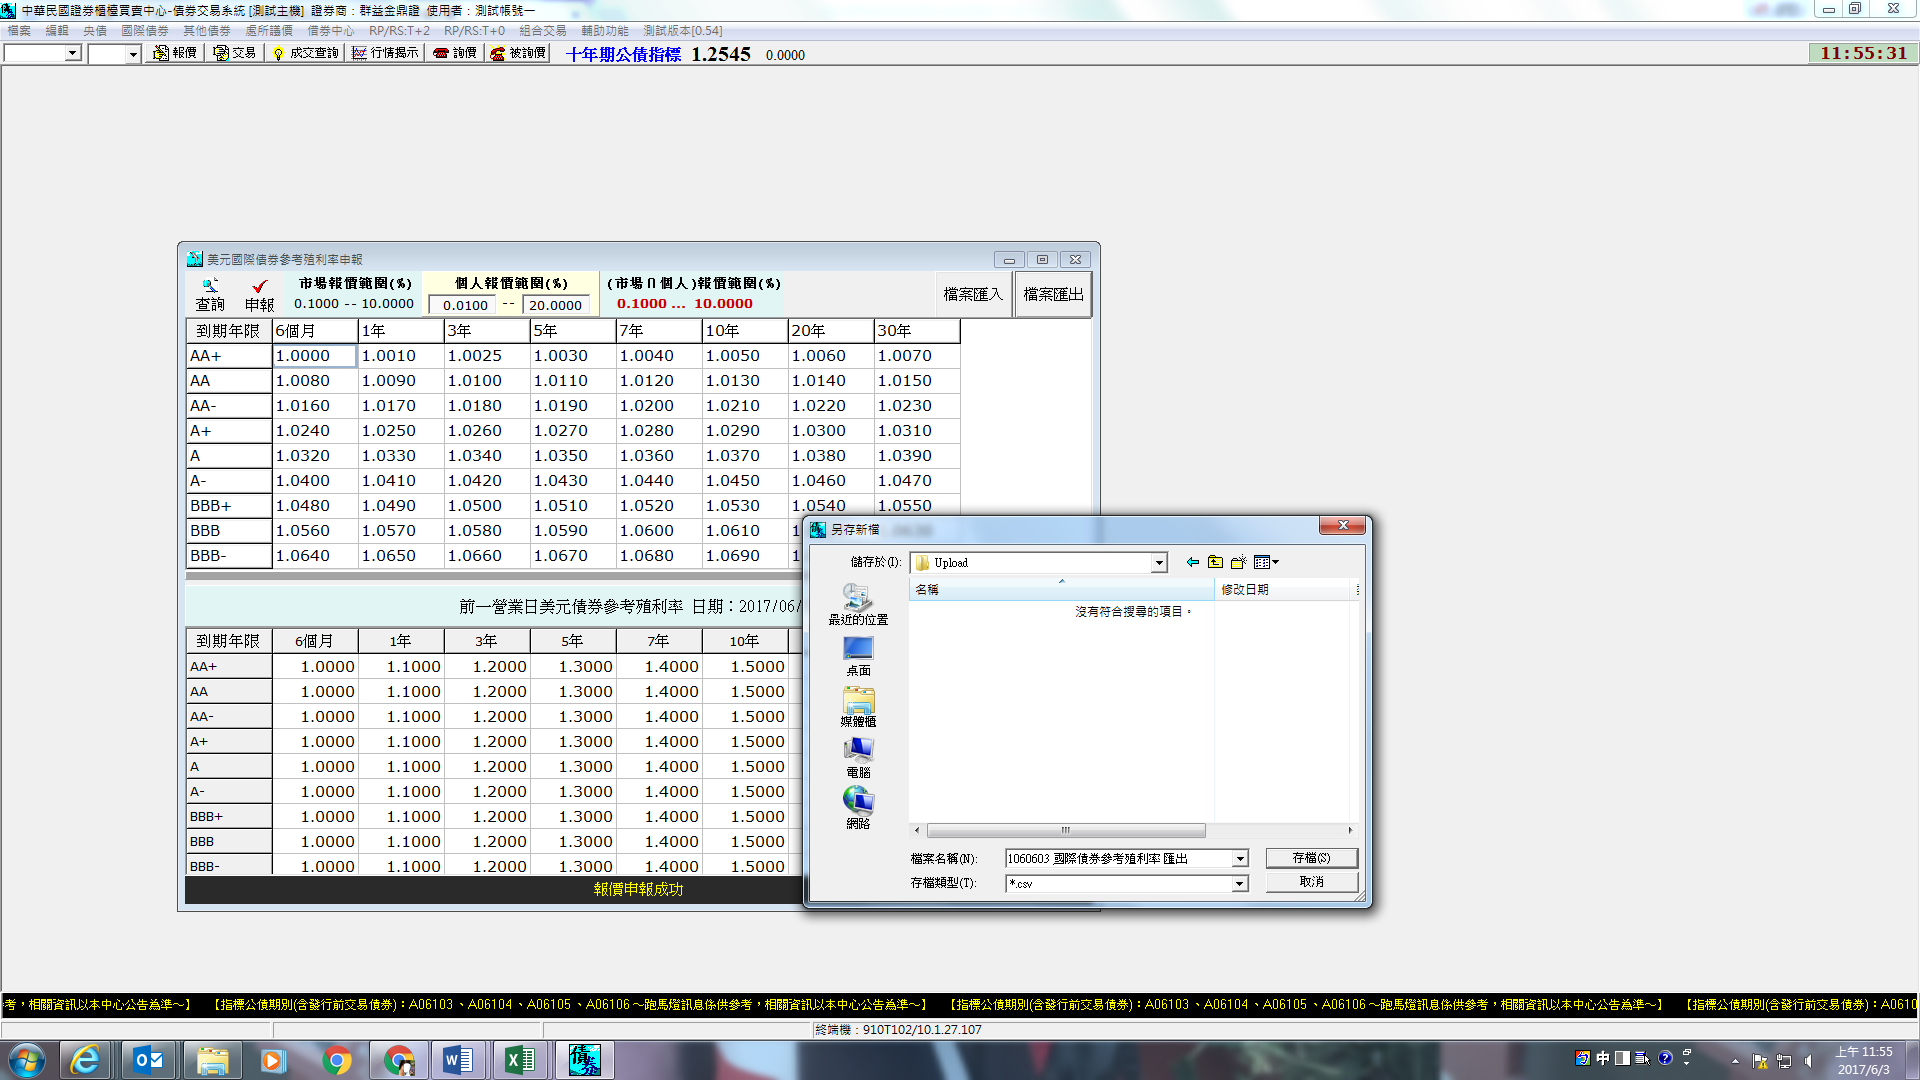 中華民國證券櫃檯買賣中心-債券交易系統 [測試主機] 證券商：群益金鼎證 使用者：測試帳號一
檔案 編輯 央債 國際債券 其他債券 處所議價 借券中心 RP/RS:T+2 RP/RS:T+0 組合交易 輔助功能 測試版本[0.54]
報價 交易 成交查詢 行情揭示 詢價 被詢價 十年期公債指標 1.2545 0.0000 11:55:31
美元國際債券參考殖利率申報
市場報價範圍(%) 個人報價範圍(%) (市場∩個人)報價範圍(%)
查詢 申報 0.1000 -- 10.0000 0.0100 -- 20.0000 0.1000 ... 10.0000 檔案匯入 檔案匯出
到期年限 6個月 1年 3年 5年 7年 10年 20年 30年
AA+ 1.0000 1.0010 1.0025 1.0030 1.0040 1.0050 1.0060 1.0070
AA 1.0080 1.0090 1.0100 1.0110 1.0120 1.0130 1.0140 1.0150
AA- 1.0160 1.0170 1.0180 1.0190 1.0200 1.0210 1.0220 1.0230
A+ 1.0240 1.0250 1.0260 1.0270 1.0280 1.0290 1.0300 1.0310
A 1.0320 1.0330 1.0340 1.0350 1.0360 1.0370 1.0380 1.0390
A- 1.0400 1.0410 1.0420 1.0430 1.0440 1.0450 1.0460 1.0470
BBB+ 1.0480 1.0490 1.0500 1.0510 1.0520 1.0530 1.0540 1.0550
BBB 1.0560 1.0570 1.0580 1.0590 1.0600 1.0610
BBB- 1.0640 1.0650 1.0660 1.0670 1.0680 1.0690
前一營業日美元債券參考殖利率 日期：2017/06/
到期年限 6個月 1年 3年 5年 7年 10年
AA+ 1.0000 1.1000 1.2000 1.3000 1.4000 1.5000
AA 1.0000 1.1000 1.2000 1.3000 1.4000 1.5000
AA- 1.0000 1.1000 1.2000 1.3000 1.4000 1.5000
A+ 1.0000 1.1000 1.2000 1.3000 1.4000 1.5000
A 1.0000 1.1000 1.2000 1.3000 1.4000 1.5000
A- 1.0000 1.1000 1.2000 1.3000 1.4000 1.5000
BBB+ 1.0000 1.1000 1.2000 1.3000 1.4000 1.5000
BBB 1.0000 1.1000 1.2000 1.3000 1.4000 1.5000
BBB- 1.0000 1.1000 1.2000 1.3000 1.4000 1.5000
報價申報成功
另存新檔
儲存於(I): Upload
名稱 修改日期
沒有符合搜尋的項目。
最近的位置
桌面
媒體櫃
電腦
網路
檔案名稱(N): 1060603 國際債券參考殖利率 匯出 存檔(S)
存檔類型(T): *.csv 取消
考，相關資訊以本中心公告為準～】 【指標公債期別(含發行前交易債券)：A06103、A06104、A06105、A06106～跑馬燈訊息係供參考，相關資訊以本中心公告為準～】 【指標公債期別(含發行前交易債券)：A06103、A06104、A06105、A06106～跑馬燈訊息係供參考，相關資訊以本中心公告為準～】 【指標公債期別(含發行前交易債券)：A0610
終端機：910T102/10.1.27.107
債券
中
上午 11:55
2017/6/3